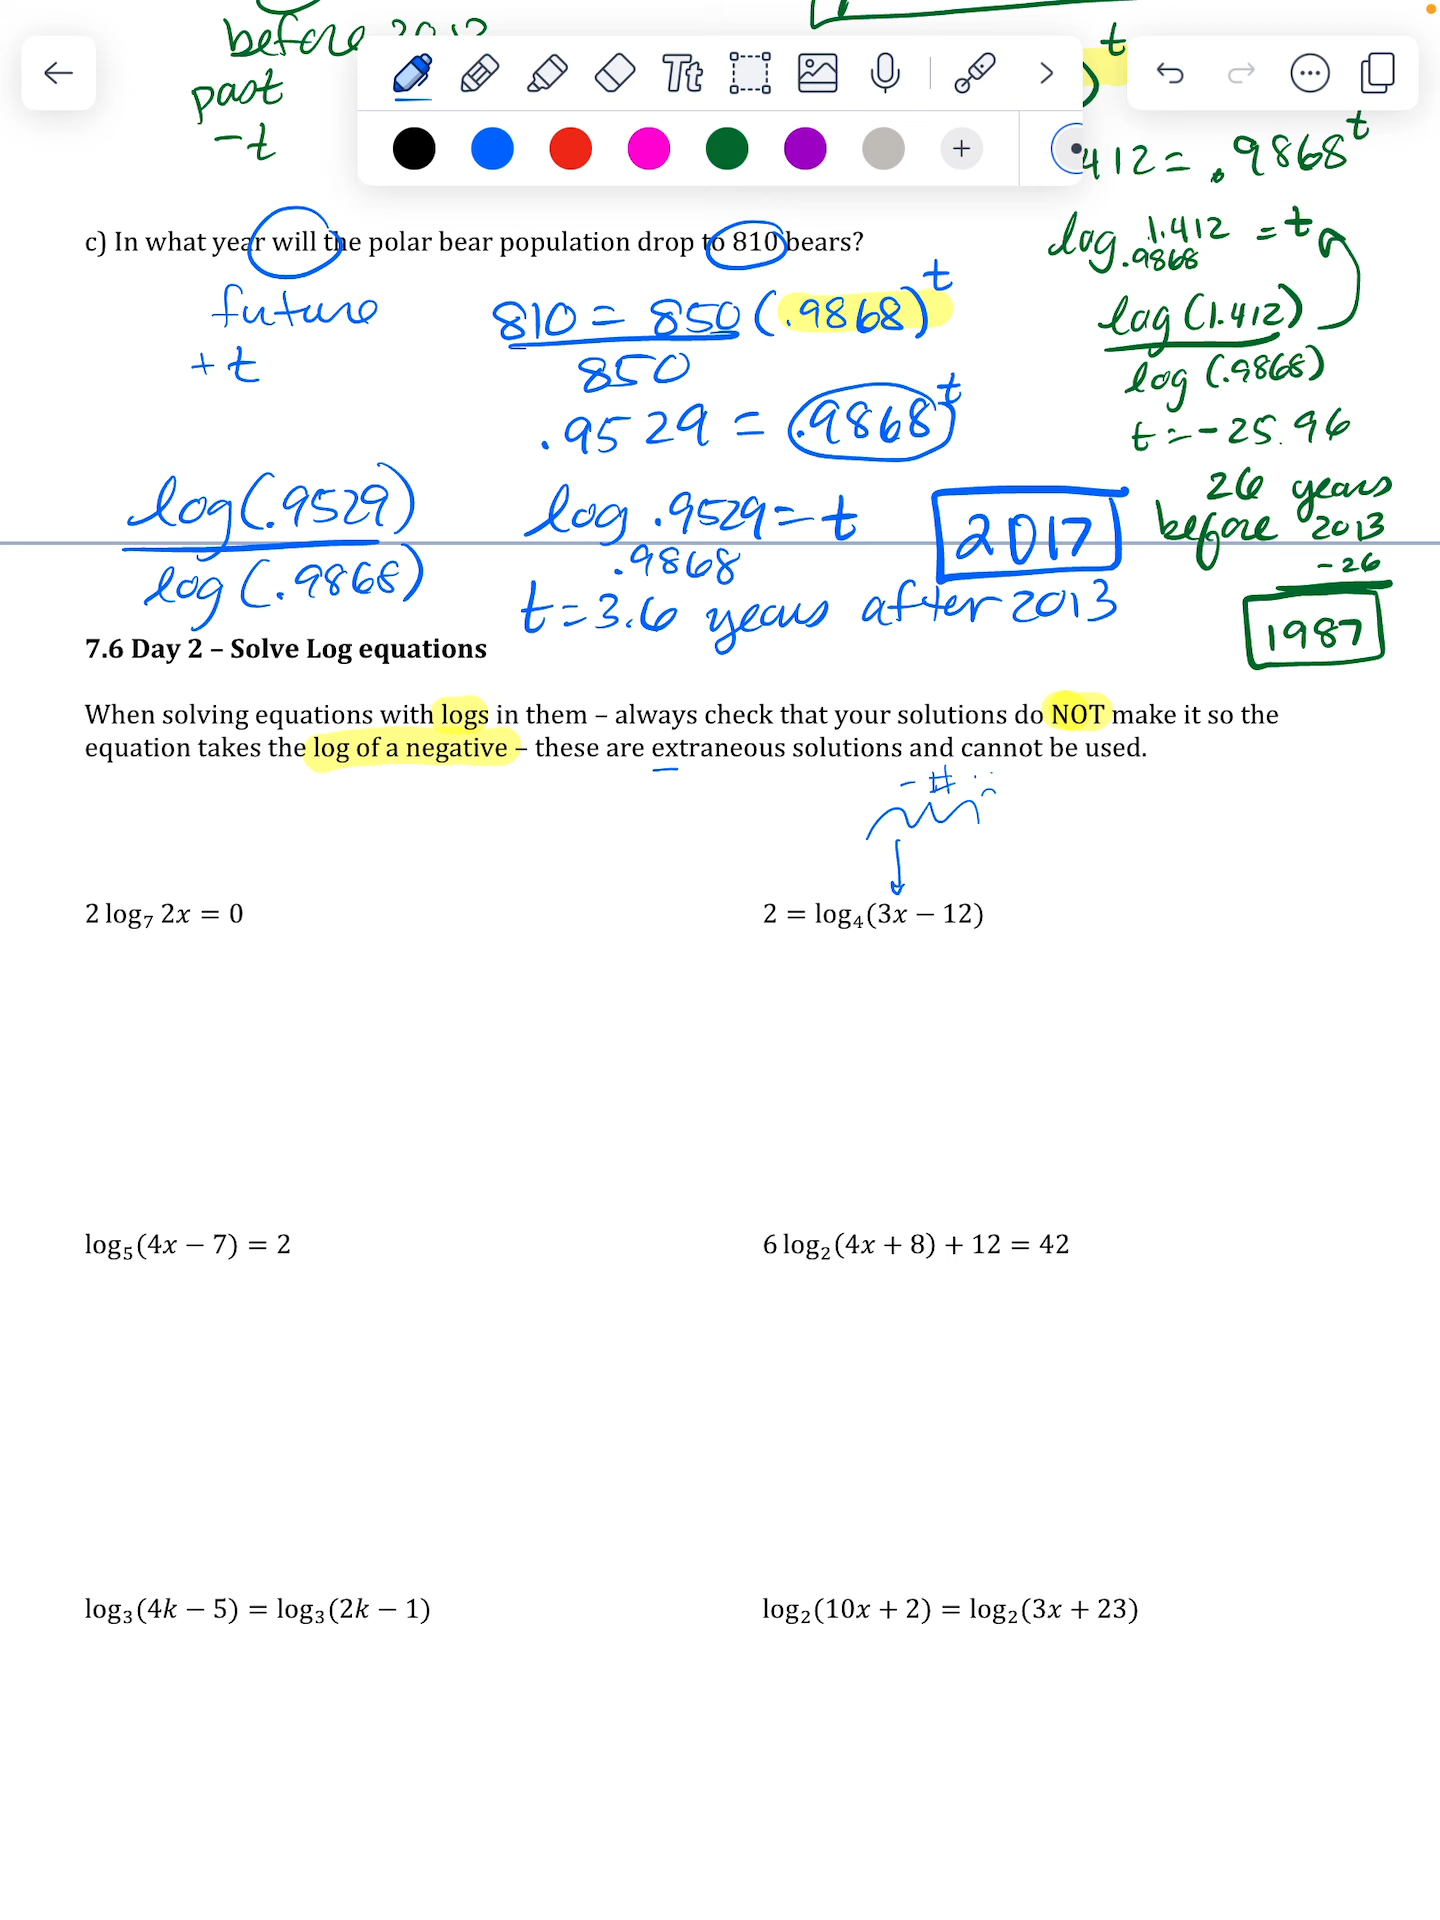 before 2013
past
-t
Tt
t
412 = .9868^t
c) In what year will the polar bear population drop to 810 bears?
log.9868 1.412 = t
future
+t
810 = 850(.9868)^t
850
log(1.412)
log(.9868)
.9529 = (.9868)^t
t = -25.96
26 years
before 2013
-26
1987
log(.9529)
log(.9868)
log.9868 .9529 = t
2017
t = 3.6 years after 2013
7.6 Day 2 – Solve Log equations
When solving equations with logs in them – always check that your solutions do NOT make it so the
equation takes the log of a negative – these are extraneous solutions and cannot be used.
- #
2 log₇ 2x = 0
2 = log₄(3x − 12)
log₅(4x − 7) = 2
6 log₂(4x + 8) + 12 = 42
log₃(4k − 5) = log₃(2k − 1)
log₂(10x + 2) = log₂(3x + 23)